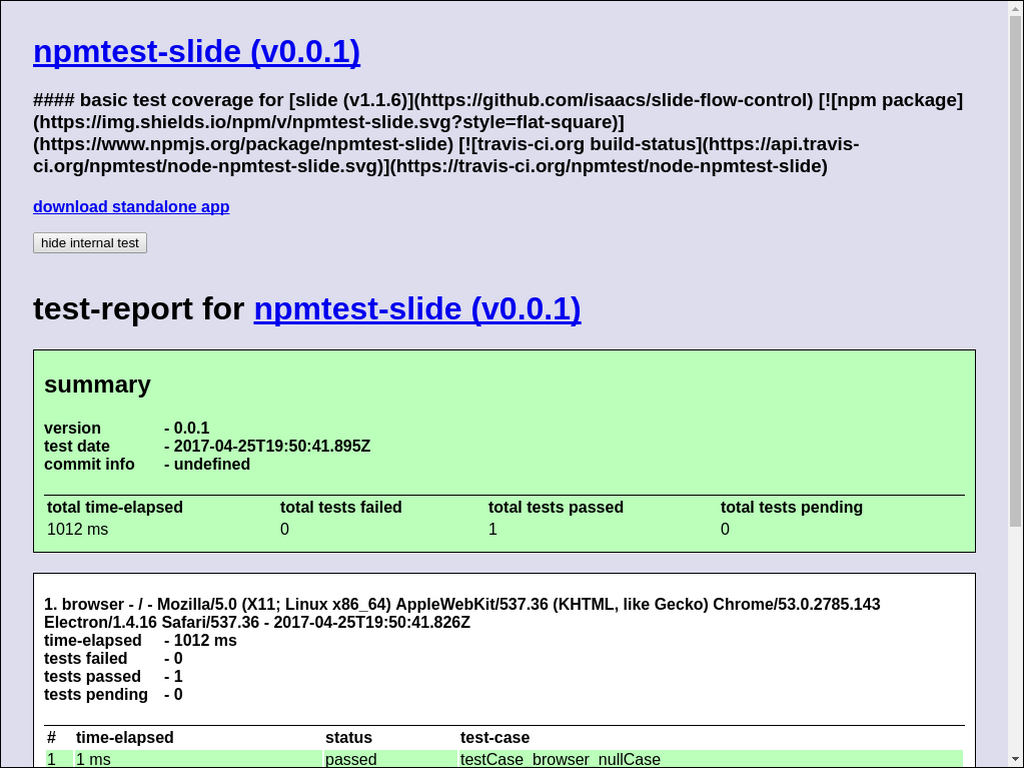 npmtest-slide (v0.0.1)
#### basic test coverage for [slide (v1.1.6)](https://github.com/isaacs/slide-flow-control) [![npm package]
(https://img.shields.io/npm/v/npmtest-slide.svg?style=flat-square)]
(https://www.npmjs.org/package/npmtest-slide) [![travis-ci.org build-status](https://api.travis-
ci.org/npmtest/node-npmtest-slide.svg)](https://travis-ci.org/npmtest/node-npmtest-slide)
download standalone app
hide internal test
test-report for npmtest-slide (v0.0.1)
summary
version - 0.0.1
test date - 2017-04-25T19:50:41.895Z
commit info - undefined
total time-elapsed total tests failed total tests passed total tests pending
1012 ms 0 1 0
1. browser - / - Mozilla/5.0 (X11; Linux x86_64) AppleWebKit/537.36 (KHTML, like Gecko) Chrome/53.0.2785.143
Electron/1.4.16 Safari/537.36 - 2017-04-25T19:50:41.826Z
time-elapsed - 1012 ms
tests failed - 0
tests passed - 1
tests pending - 0
# time-elapsed status test-case
1 1 ms passed testCase_browser_nullCase